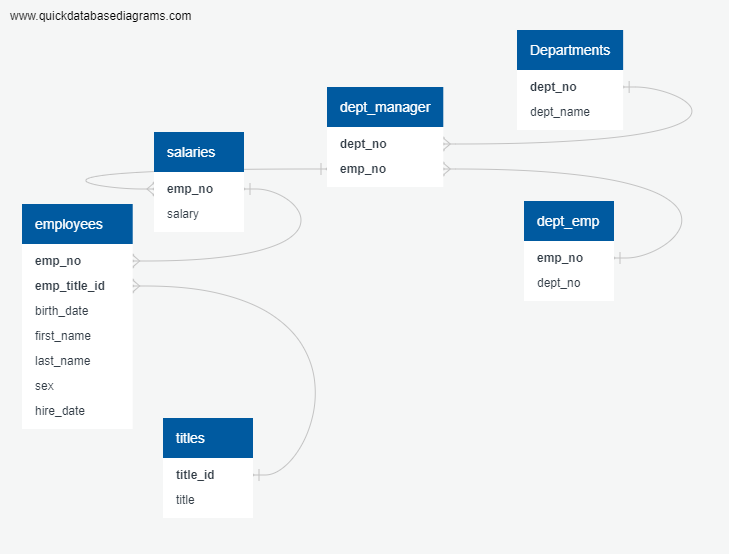 www.quickdatabasediagrams.com
Departments
dept_no
dept_name
dept_manager
dept_no
emp_no
salaries
emp_no
salary
employees
emp_no
emp_title_id
birth_date
first_name
last_name
sex
hire_date
dept_emp
emp_no
dept_no
titles
title_id
title